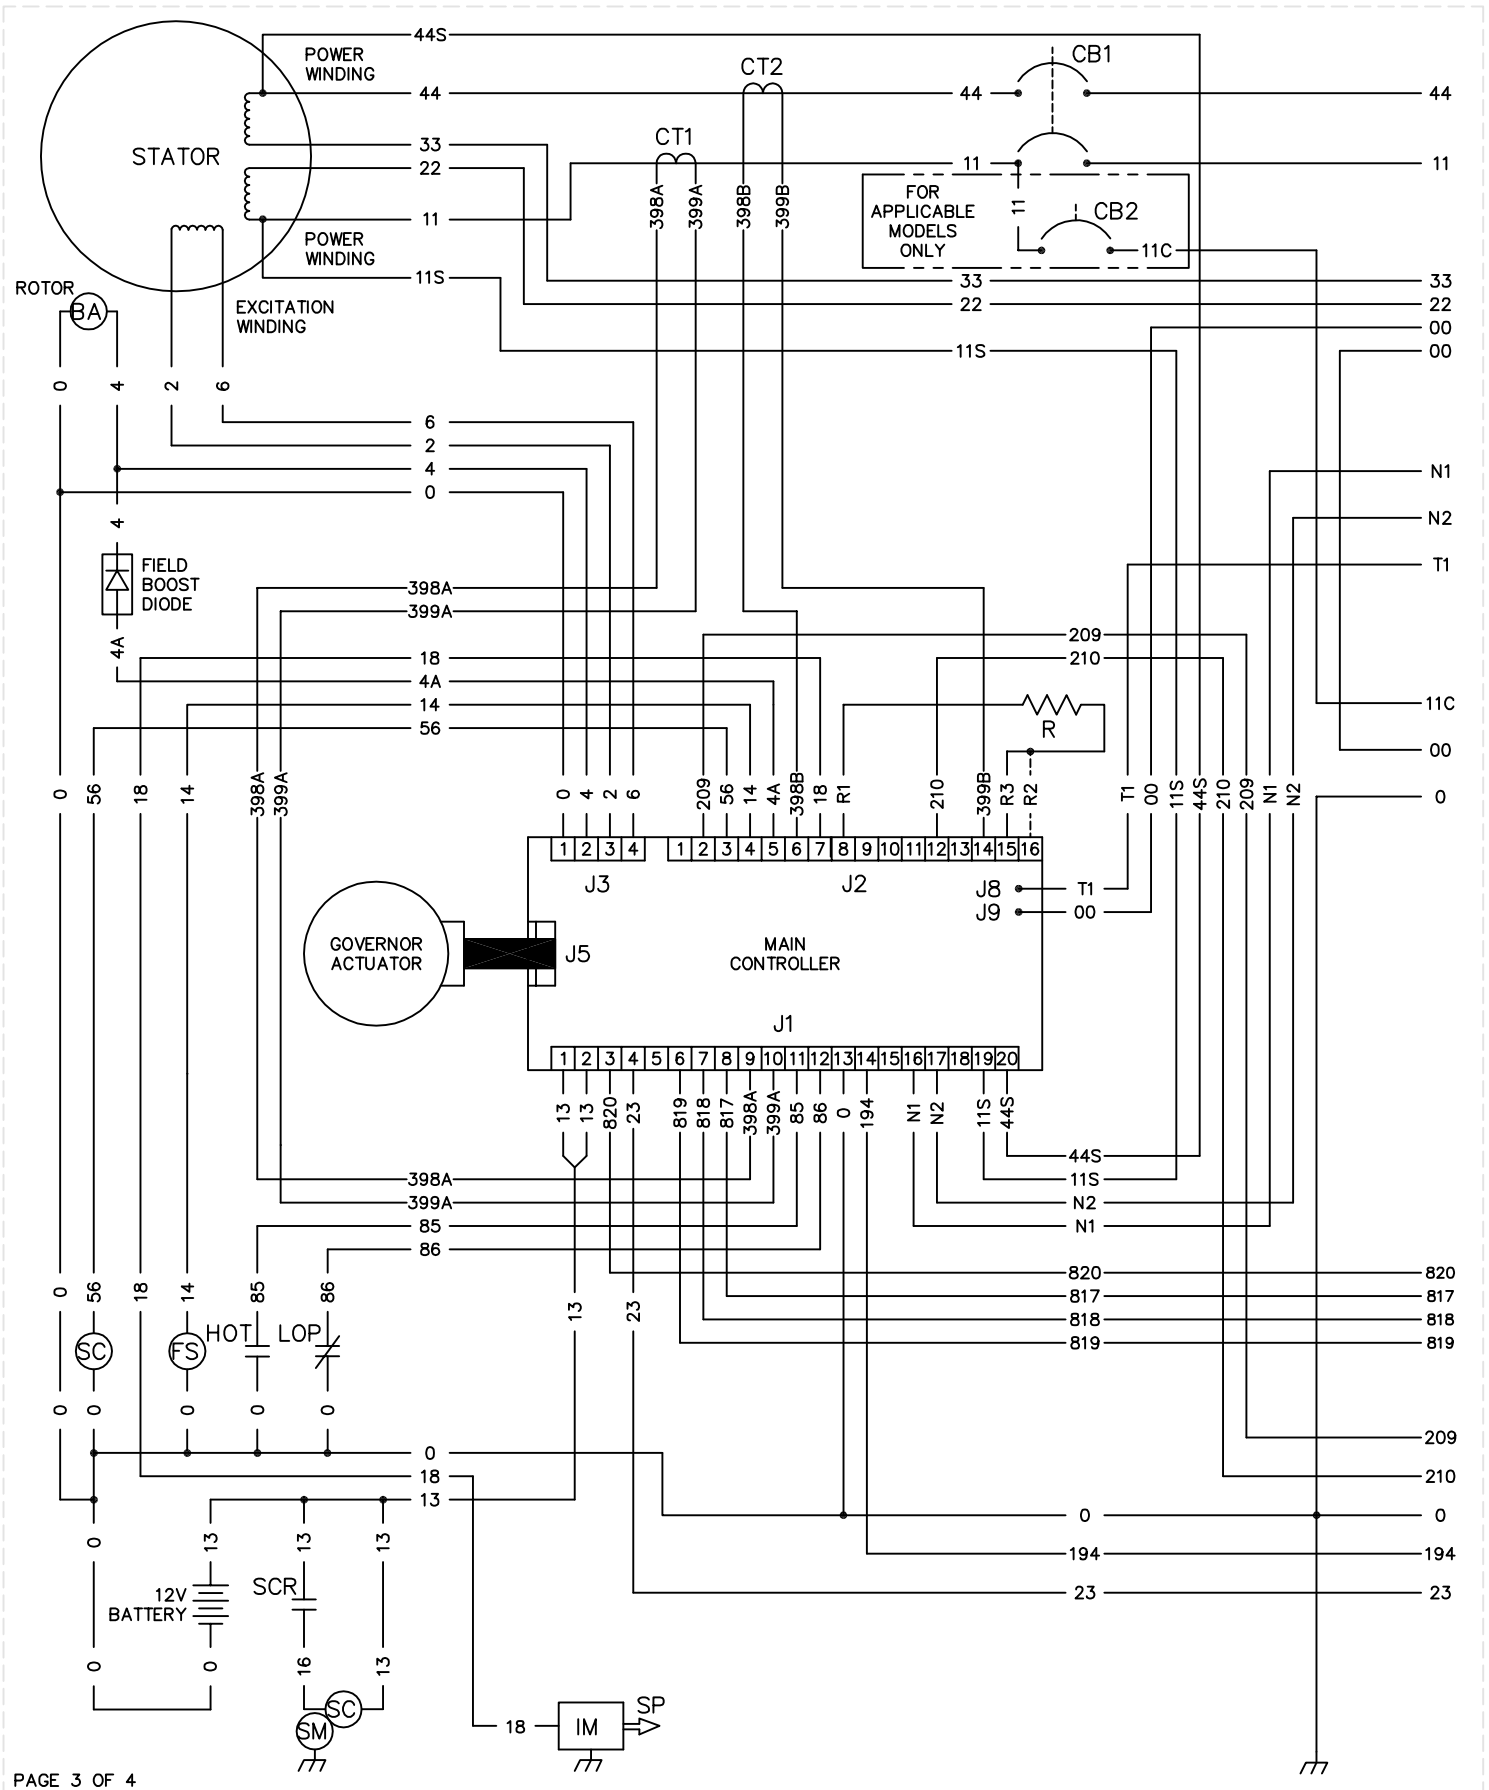 44S
POWER
WINDING
CT2
CB1
44
44
44
CT1
33
STATOR
22
11
11
398A
399A
398B
399B
FOR
APPLICABLE
MODELS
ONLY
11
CB2
11
11C
POWER
WINDING
11S
33
33
22
22
ROTOR
BA
EXCITATION
WINDING
00
11S
00
0
4
2
6
6
2
4
0
N1
N2
4
T1
FIELD
BOOST
DIODE
398A
399A
209
4A
18
210
4A
14
11C
56
R
00
0
56
18
14
398A
399A
0
4
2
6
209
56
14
4A
398B
18
R1
210
399B
R3
R2
T1
00
11S
44S
210
209
N1
N2
0
1 2 3 4
1 2 3 4 5 6 7 8 9 10 11 12 13 14 15 16
J3
J2
J8
T1
J9
00
GOVERNOR
ACTUATOR
J5
MAIN
CONTROLLER
J1
1 2 3 4 5 6 7 8 9 10 11 12 13 14 15 16 17 18 19 20
13
13
820
23
819
818
817
398A
399A
85
86
0
194
N1
N2
11S
44S
44S
398A
11S
399A
N2
85
N1
86
820
820
0
56
18
14
85
86
13
23
817
817
818
818
HOT
LOP
819
819
SC
FS
0
0
0
0
0
209
0
18
210
13
0
0
0
13
13
13
194
194
12V
BATTERY
SCR
23
23
0
0
16
13
SC
SM
18
IM
SP
PAGE 3 OF 4